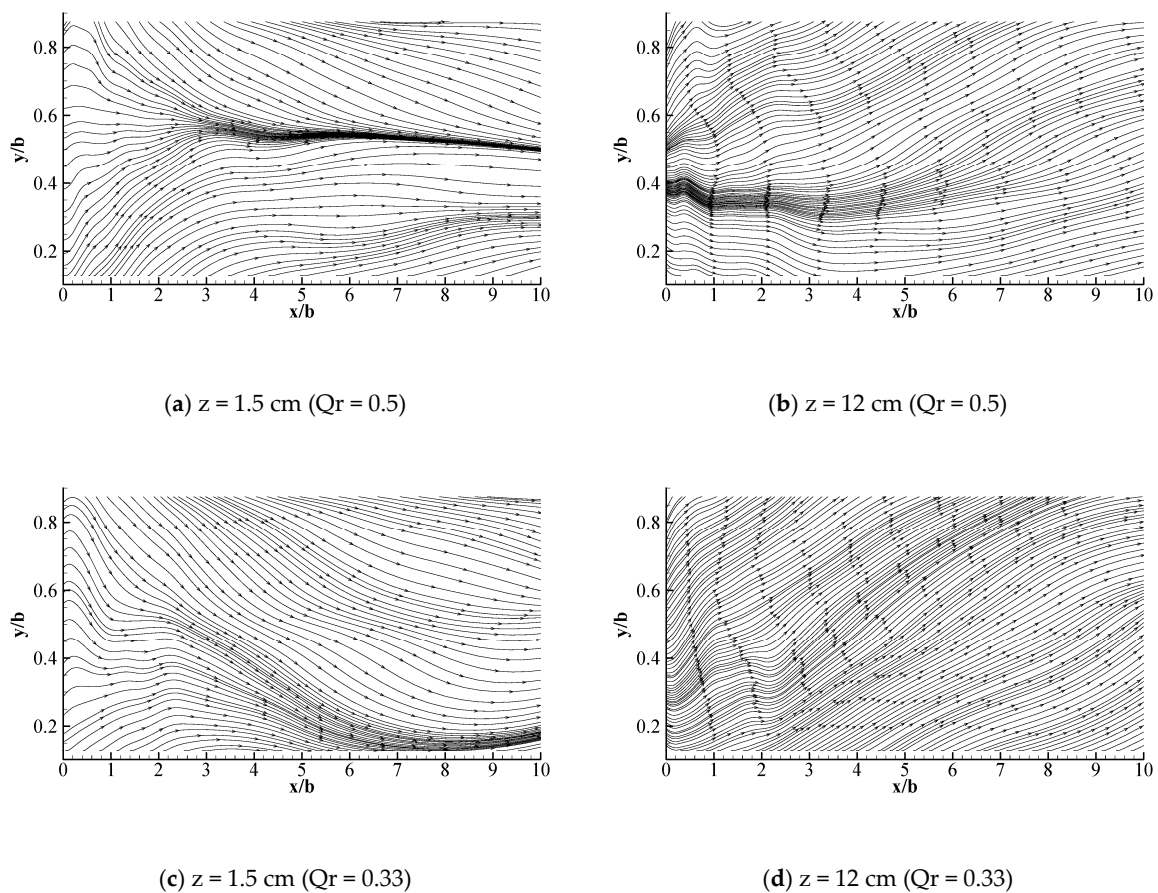 0.8
0.6
0.4
0.2
y/b
0 1 2 3 4 5 6 7 8 9 10
x/b
(a) z = 1.5 cm (Qr = 0.5)
0.8
0.6
0.4
0.2
y/b
0 1 2 3 4 5 6 7 8 9 10
x/b
(b) z = 12 cm (Qr = 0.5)
0.8
0.6
0.4
0.2
y/b
0 1 2 3 4 5 6 7 8 9 10
x/b
(c) z = 1.5 cm (Qr = 0.33)
0.8
0.6
0.4
0.2
y/b
0 1 2 3 4 5 6 7 8 9 10
x/b
(d) z = 12 cm (Qr = 0.33)